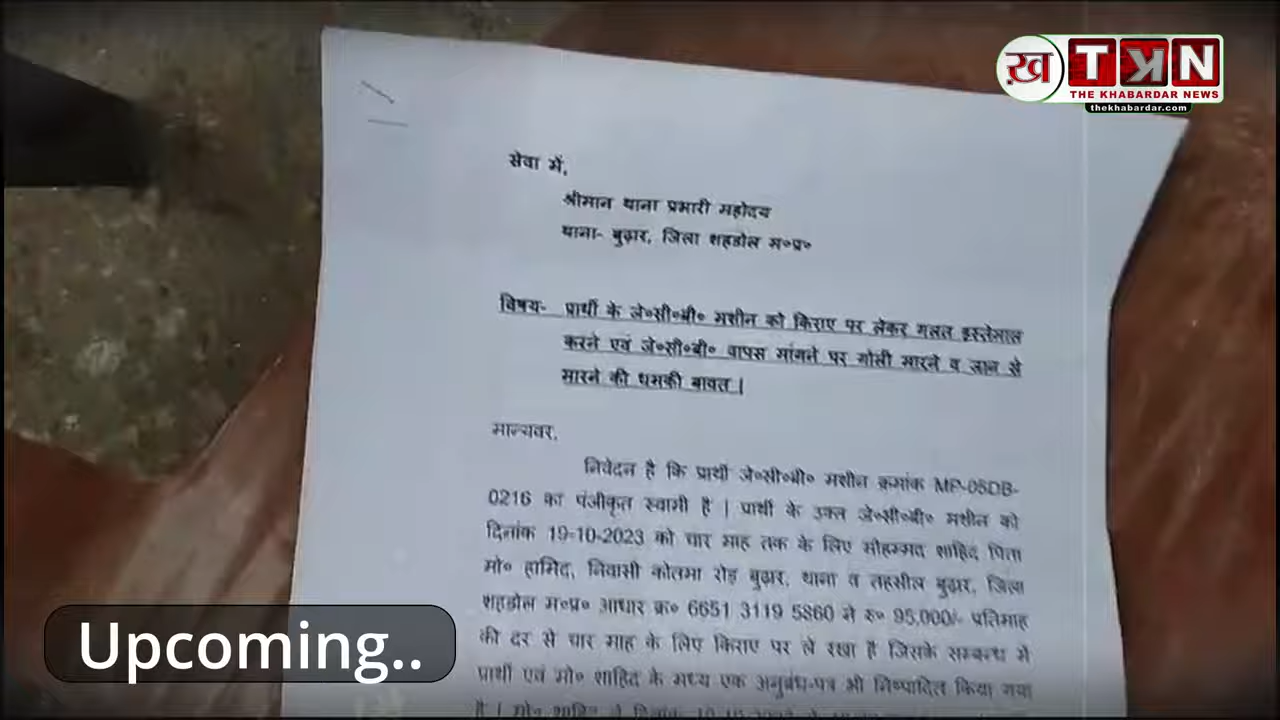 ख TKN
THE KHABARDAR NEWS
thekhabardar.com
सेवा में,
श्रीमान थाना प्रभारी महोदय
थाना- बुढ़ार, जिला शहडोल म०प्र०
विषय- प्रार्थी के जे०सी०बी० मशीन को किराए पर लेकर गलत इस्तेमाल
करने एवं जे०सी०बी० वापस मांगने पर गोली मारने व जान से
मारने की धमकी बावत |
मान्यवर,
निवेदन है कि प्रार्थी जे०सी०बी० मशीन क्रमांक MP-05DB-
0216 का पंजीकृत स्वामी है | प्रार्थी के उक्त जे०सी०बी० मशीन को
दिनांक 19-10-2023 को चार माह तक के लिए मोहम्मद शाहिद पिता
मो० हामिद, निवासी कोतमा रोड़ बुढ़ार, थाना व तहसील बुढ़ार, जिला
शहडोल म०प्र० आधार क्र० 6651 3119 5860 ने रु० 95,000/- प्रतिमाह
की दर से चार माह के लिए किराए पर ले रखा है जिसके सम्बन्ध में
प्रार्थी एवं मो० शाहिद के मध्य एक अनुबंध-पत्र भी निष्पादित किया गया
है | मो० शाहिद ने दिनांक
Upcoming..